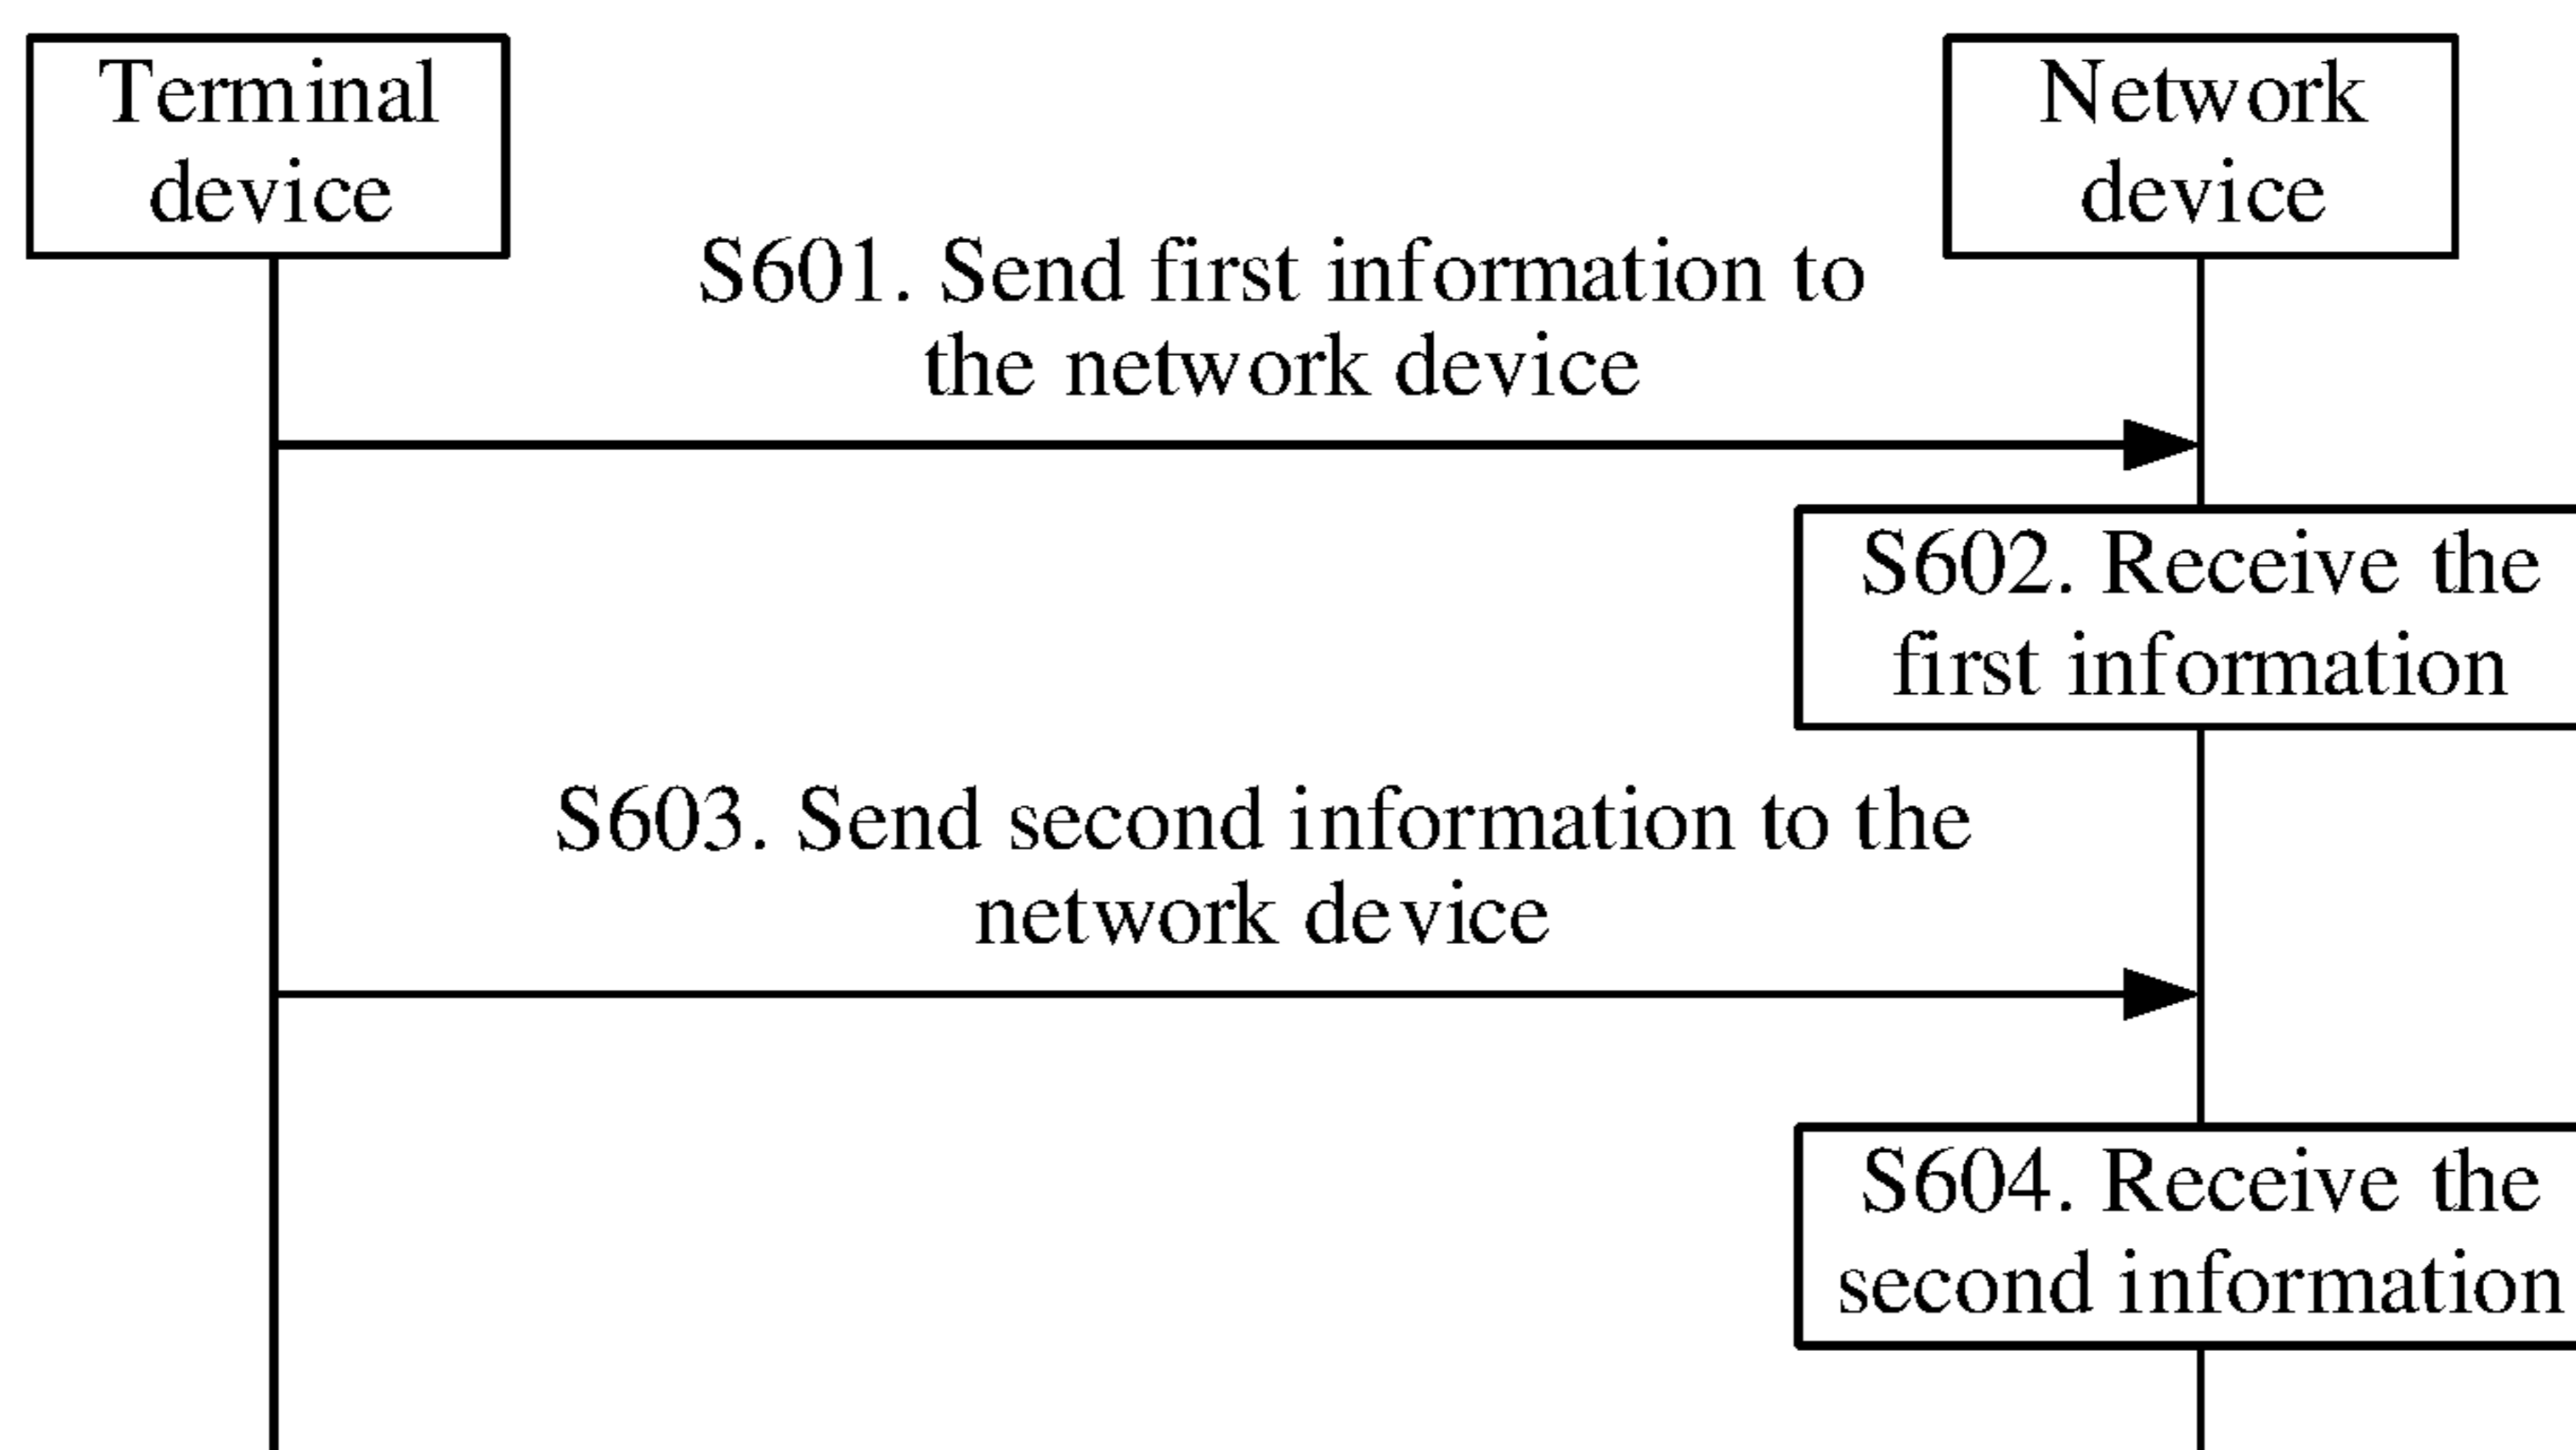 Terminal
device
Network
device
S601. Send first information to
the network device
S602. Receive the
first information
S603. Send second information to the
network device
S604. Receive the
second information